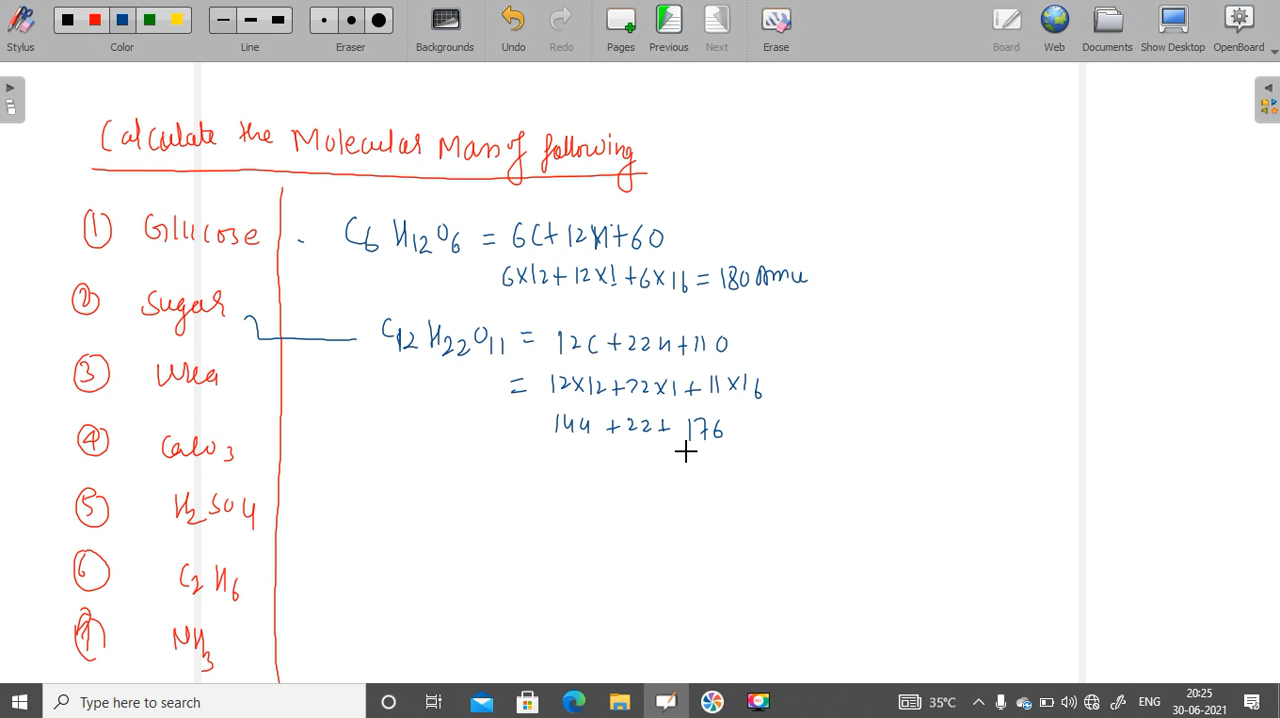 Stylus Color Line Eraser Backgrounds Undo Redo Pages Previous Next Erase Board Web Documents Show Desktop OpenBoard
Calculate the Molecular Mass of following
① Glucose . C6 H12 O6 = 6C + 12H + 6O
6×12 + 12×1 + 6×16 = 180 amu
② Sugar C12 H22 O11 = 12C + 22H + 11O
③ Urea = 12×12 + 22×1 + 11×16
144 + 22 + 176
④ CaCO3
⑤ H2SO4
⑥ C2H6
⑦ NH3
Type here to search 35°C ENG 20:25
30-06-2021